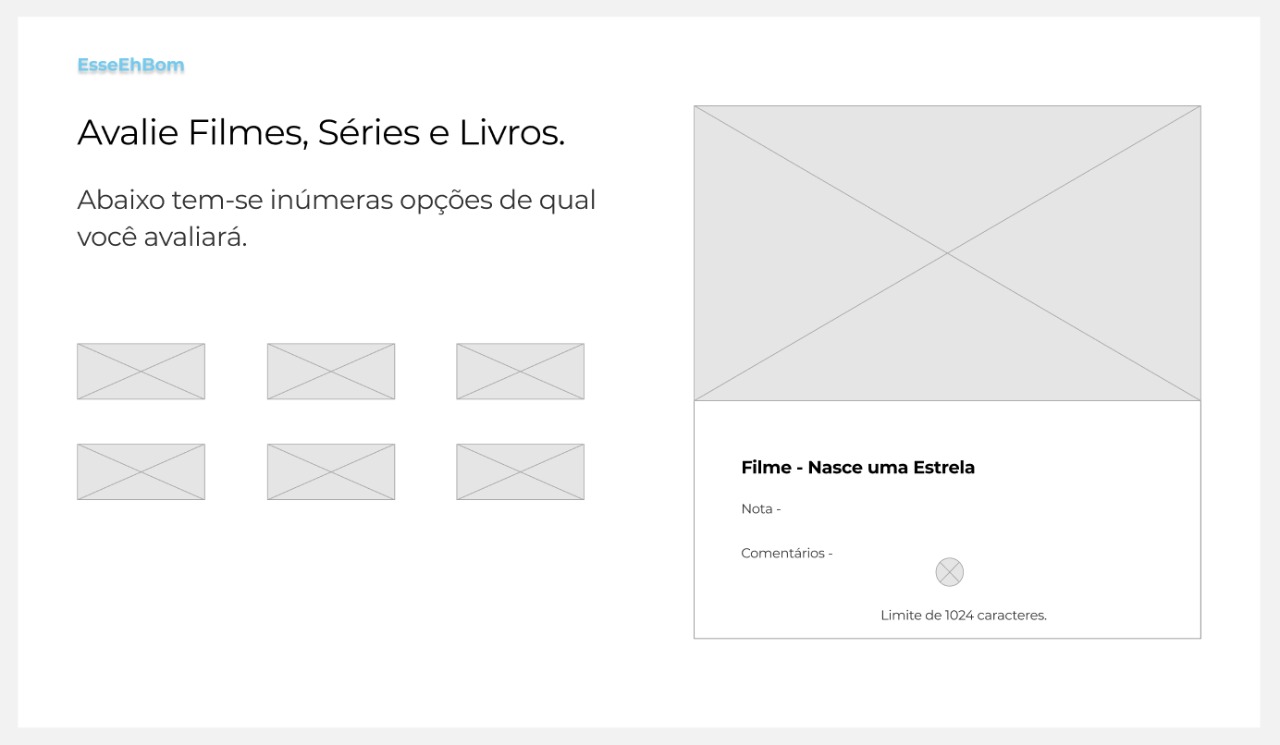 EsseEhBom
Avalie Filmes, Séries e Livros.
Abaixo tem-se inúmeras opções de qual
você avaliará.
Filme - Nasce uma Estrela
Nota -
Comentários -
Limite de 1024 caracteres.